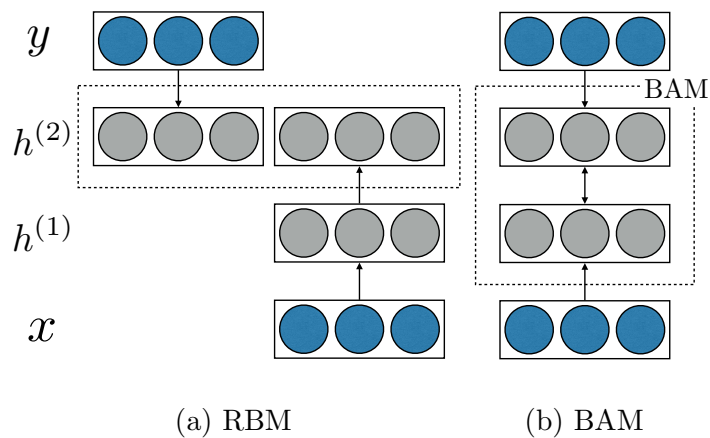 y
BAM
h^{(2)}
h^{(1)}
x
(a) RBM
(b) BAM